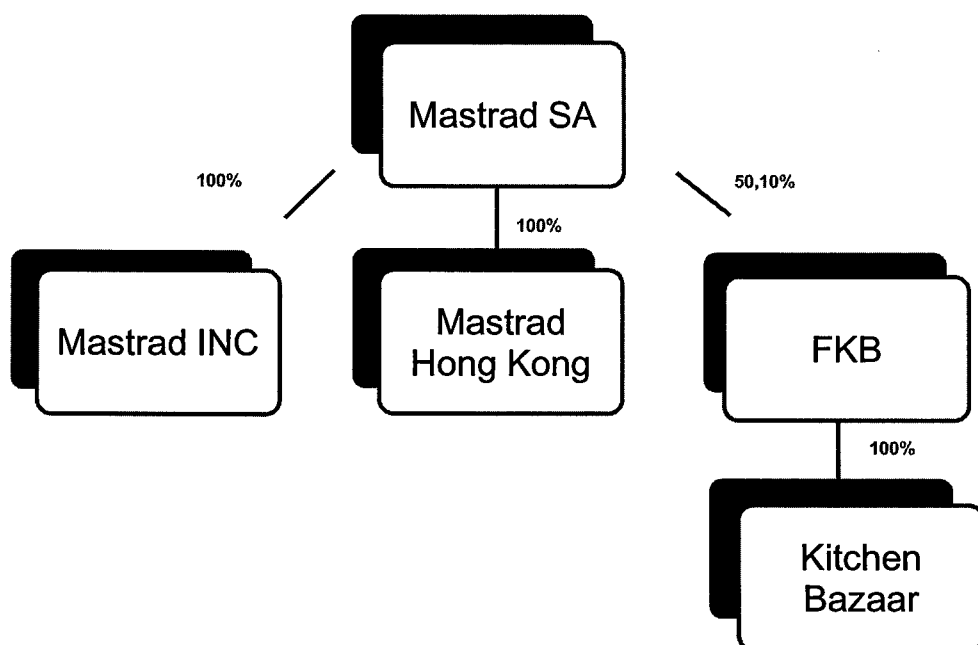 Mastrad SA
100%
50,10%
100%
Mastrad INC
Mastrad
Hong Kong
FKB
100%
Kitchen
Bazaar